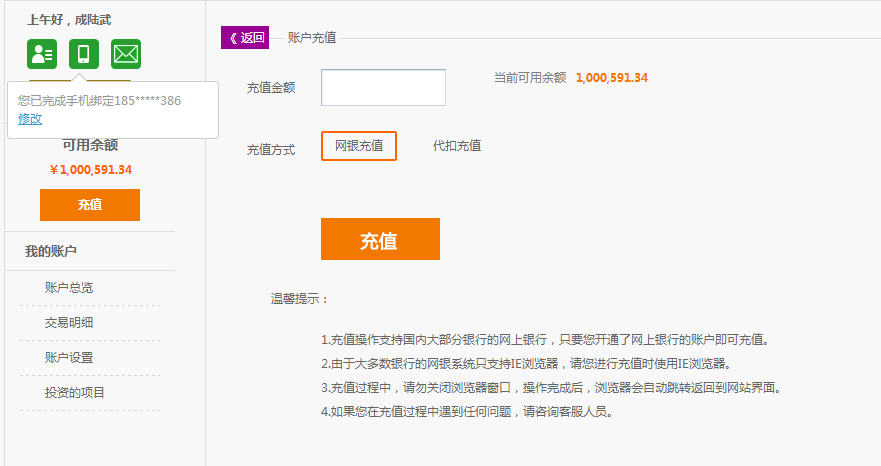 上午好，成陆武
您已完成手机绑定185*****386
修改
可用余额
￥1,000,591.34
充值
我的账户
账户总览
交易明细
账户设置
投资的项目
《 返回
账户充值
充值金额
当前可用余额 1,000,591.34
充值方式 网银充值 代扣充值
充值
温馨提示：
1.充值操作支持国内大部分银行的网上银行，只要您开通了网上银行的账户即可充值。
2.由于大多数银行的网银系统只支持IE浏览器，请您进行充值时使用IE浏览器。
3.充值过程中，请勿关闭浏览器窗口，操作完成后，浏览器会自动跳转返回到网站界面。
4.如果您在充值过程中遇到任何问题，请咨询客服人员。